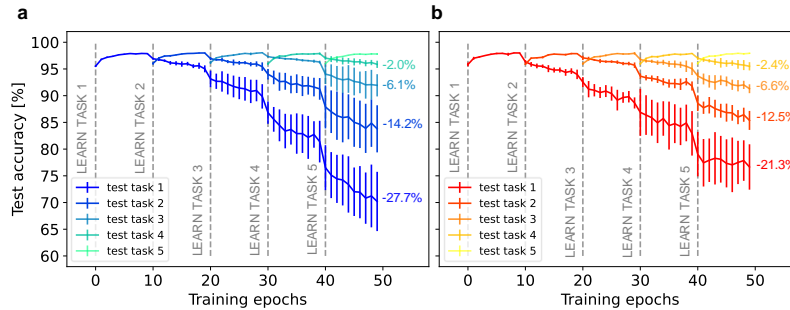 a
b
100
95
90
85
80
75
70
65
60
Test accuracy [%]
LEARN TASK 1
LEARN TASK 2
LEARN TASK 3
LEARN TASK 4
LEARN TASK 5
-2.0%
-6.1%
-14.2%
-27.7%
test task 1
test task 2
test task 3
test task 4
test task 5
0
10
20
30
40
50
Training epochs
LEARN TASK 1
LEARN TASK 2
LEARN TASK 3
LEARN TASK 4
LEARN TASK 5
-2.4%
-6.6%
-12.5%
-21.3%
test task 1
test task 2
test task 3
test task 4
test task 5
0
10
20
30
40
50
Training epochs